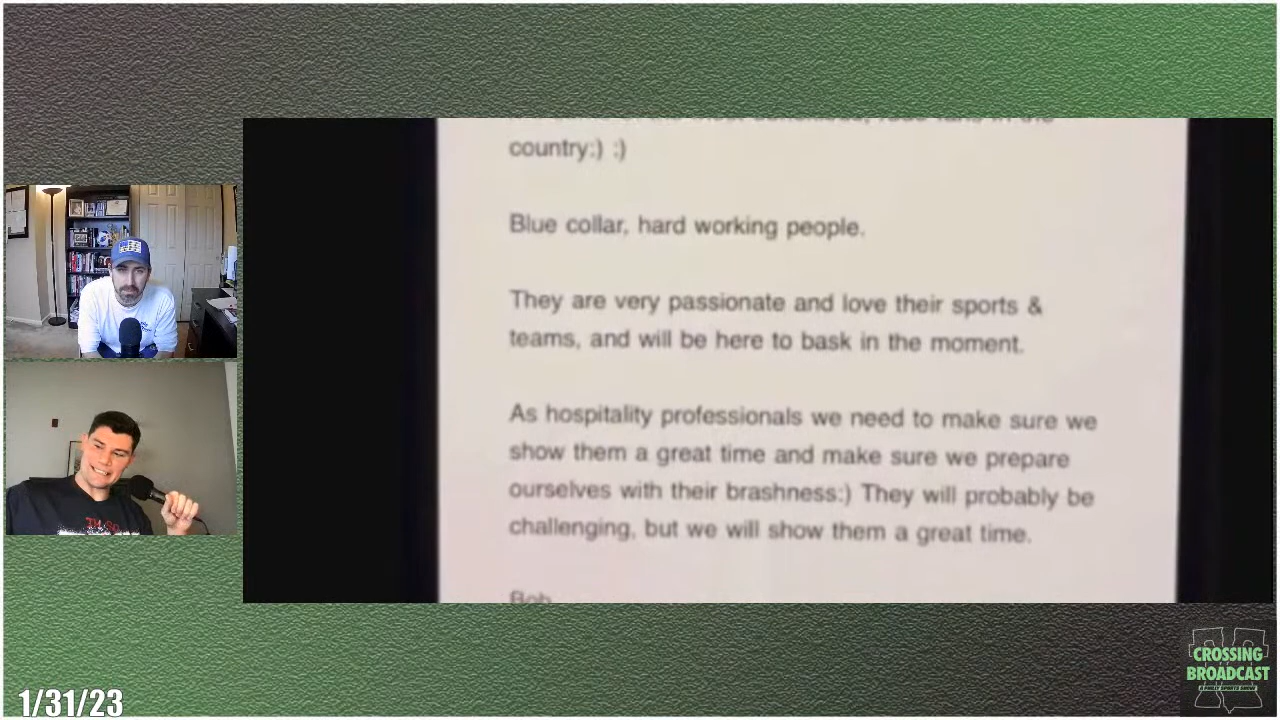 country:) :)
Blue collar, hard working people.
They are very passionate and love their sports &
teams, and will be here to bask in the moment.
As hospitality professionals we need to make sure we
show them a great time and make sure we prepare
ourselves with their brashness:) They will probably be
challenging, but we will show them a great time.
Bob
CROSSING
BROADCAST
1/31/23